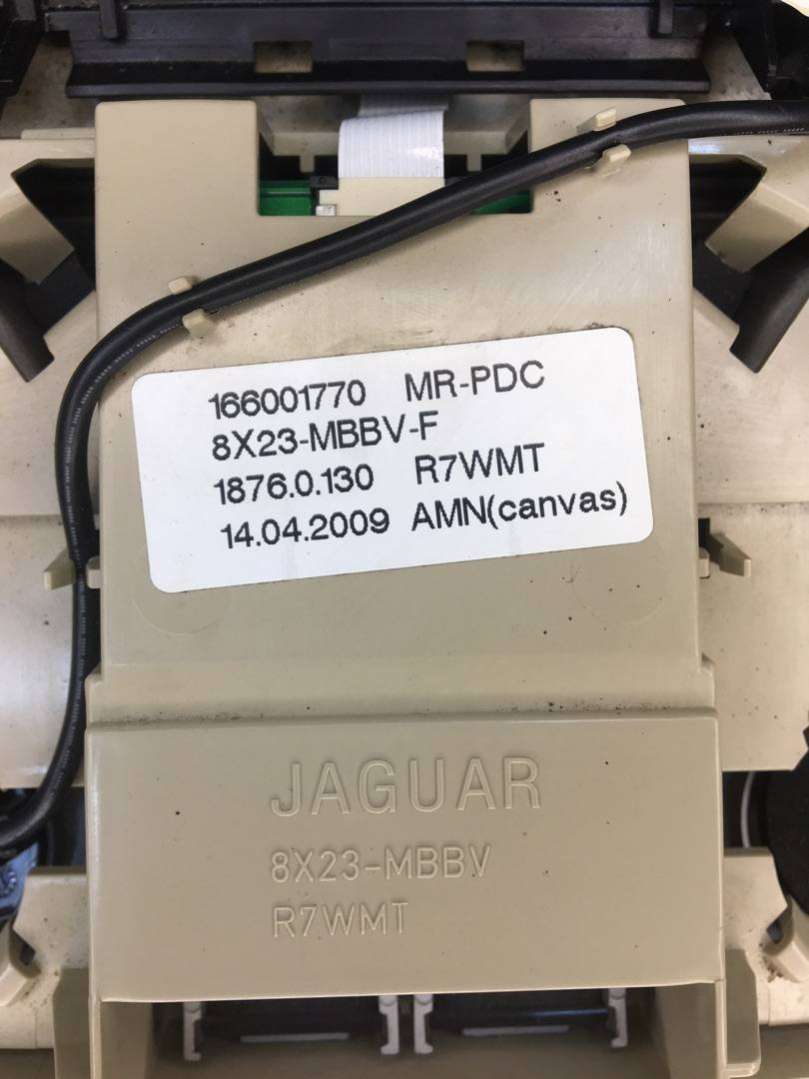 166001770 MR-PDC
8X23-MBBV-F
1876.0.130 R7WMT
14.04.2009 AMN(canvas)
JAGUAR
8X23-MBBV
R7WMT